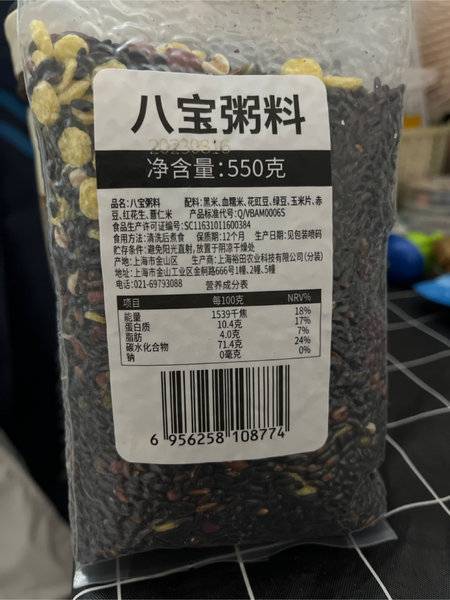 八宝粥料
20230816
净含量:550克
品名:八宝粥料 配料:黑米、血糯米、花豇豆、绿豆、玉米片、赤
豆、红花生、薏仁米 产品标准代号:Q/VBAM0006S
食品生产许可证编号:SC11631011600384
食用方法:清洗后煮食 保质期:12个月 生产日期:见包装喷码
贮存条件:避免阳光直射,放置于阴凉干燥处
产地:上海市金山区 生产商:上海裕田农业科技有限公司(分装)
地址:上海市金山工业区金舸路666号1幢、2幢、5幢
电话:021-69793088 营养成分表
项目 每100克 NRV%
能量 1539千焦 18%
蛋白质 10.4克 17%
脂肪 4.0克 7%
碳水化合物 71.4克 24%
钠 0毫克 0%
6 956258 108774